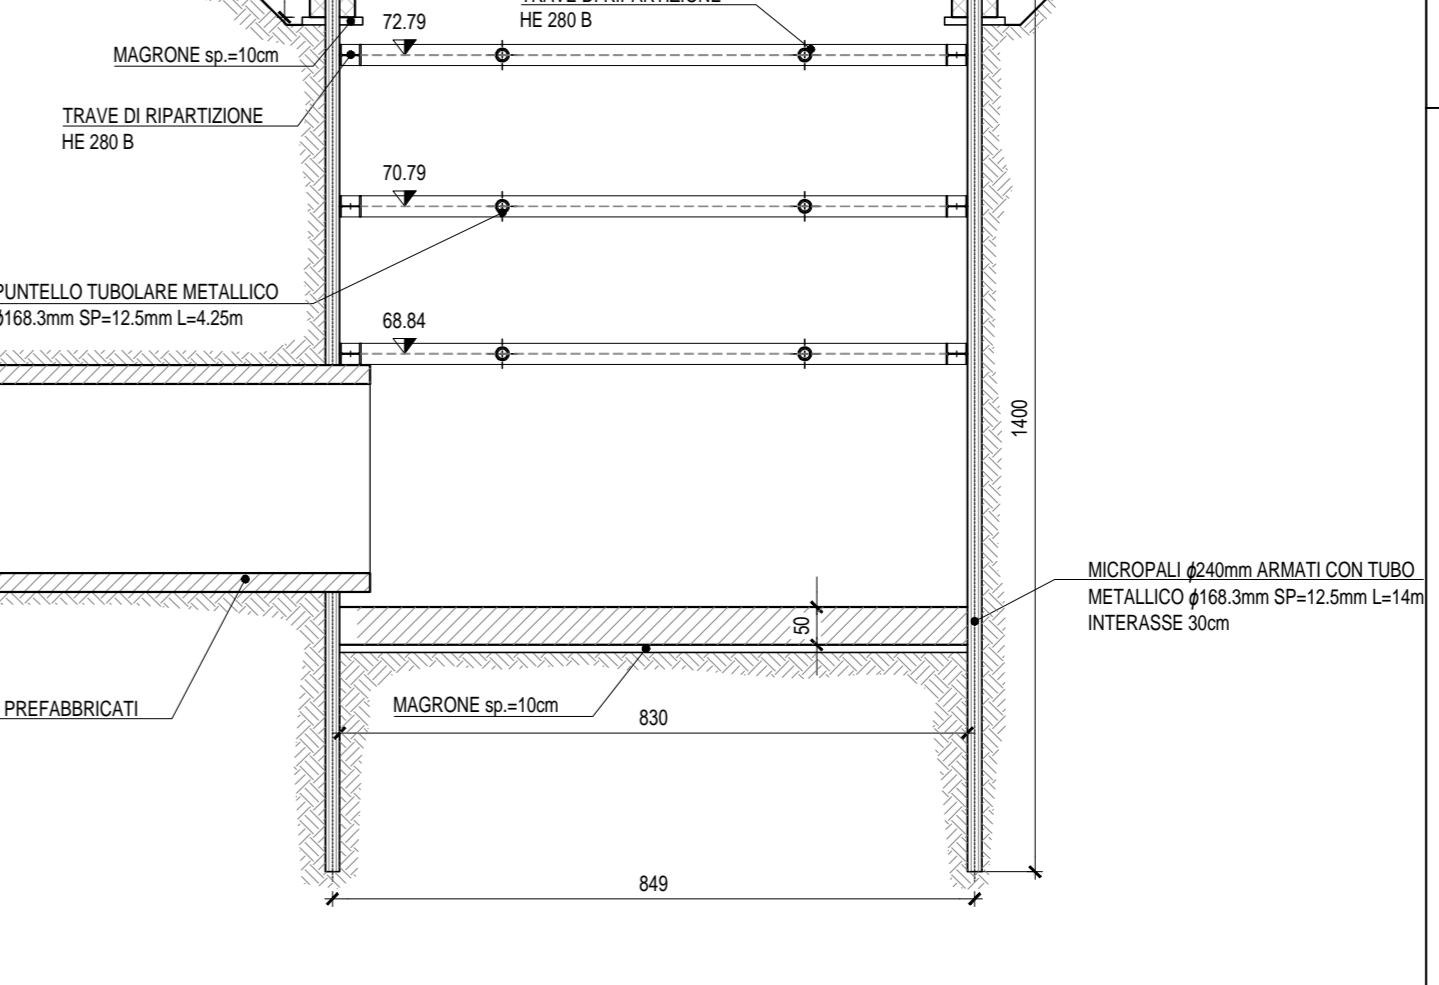 TRAVE DI RIPARTIZIONE
HE 280 B
72.79
MAGRONE sp.=10cm
TRAVE DI RIPARTIZIONE
HE 280 B
70.79
PUNTELLO TUBOLARE METALLICO
ϕ168.3mm SP=12.5mm L=4.25m
68.84
1400
MICROPALI ϕ240mm ARMATI CON TUBO
METALLICO ϕ168.3mm SP=12.5mm L=14m
INTERASSE 30cm
50
PREFABBRICATI
MAGRONE sp.=10cm
830
849